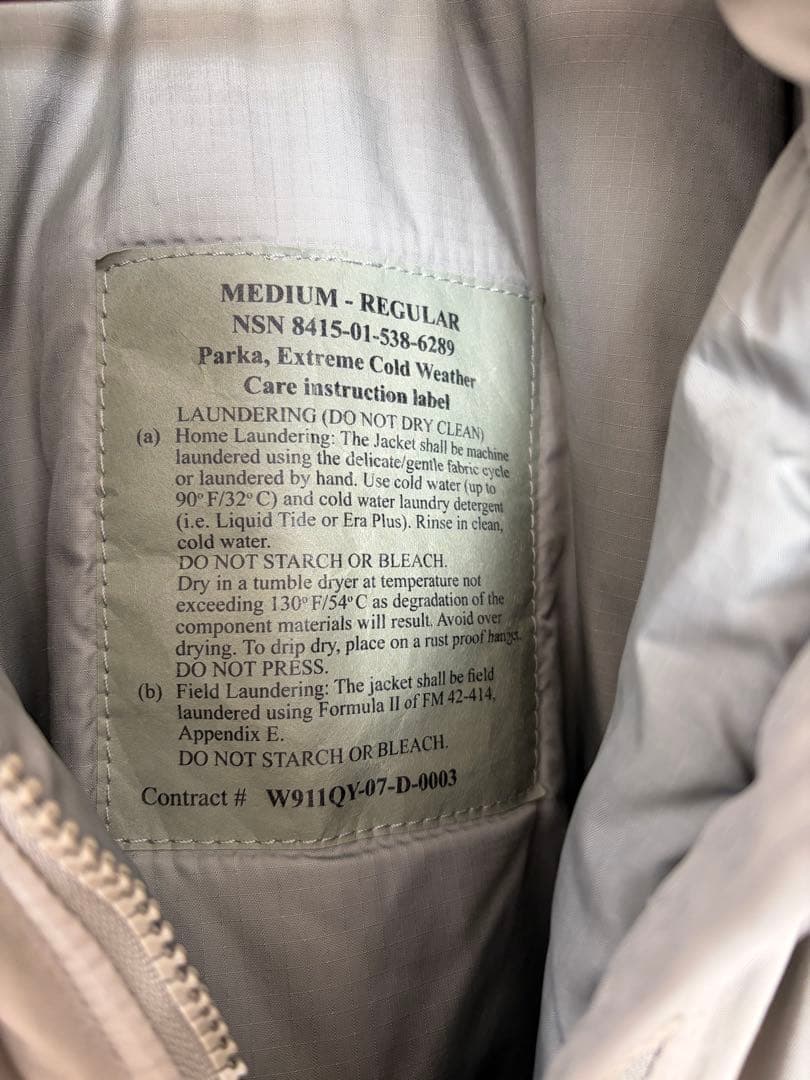 MEDIUM - REGULAR
NSN 8415-01-538-6289
Parka, Extreme Cold Weather
Care instruction label
LAUNDERING (DO NOT DRY CLEAN)
(a) Home Laundering: The Jacket shall be machine
laundered using the delicate/gentle fabric cycle
or laundered by hand. Use cold water (up to
90°F/32°C) and cold water laundry detergent
(i.e. Liquid Tide or Era Plus). Rinse in clean,
cold water.
DO NOT STARCH OR BLEACH.
Dry in a tumble dryer at temperature not
exceeding 130°F/54°C as degradation of the
component materials will result. Avoid over
drying. To drip dry, place on a rust proof hanger.
DO NOT PRESS.
(b) Field Laundering: The jacket shall be field
laundered using Formula II of FM 42-414,
Appendix E.
DO NOT STARCH OR BLEACH.
Contract # W911QY-07-D-0003